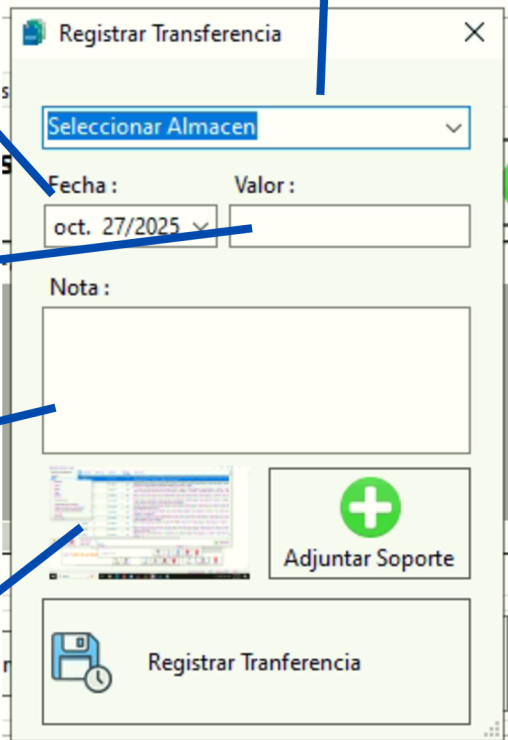 Registrar Transferencia
Seleccionar Almacen
Fecha :
Valor :
oct. 27/2025
Nota :
Adjuntar Soporte
Registrar Tranferencia